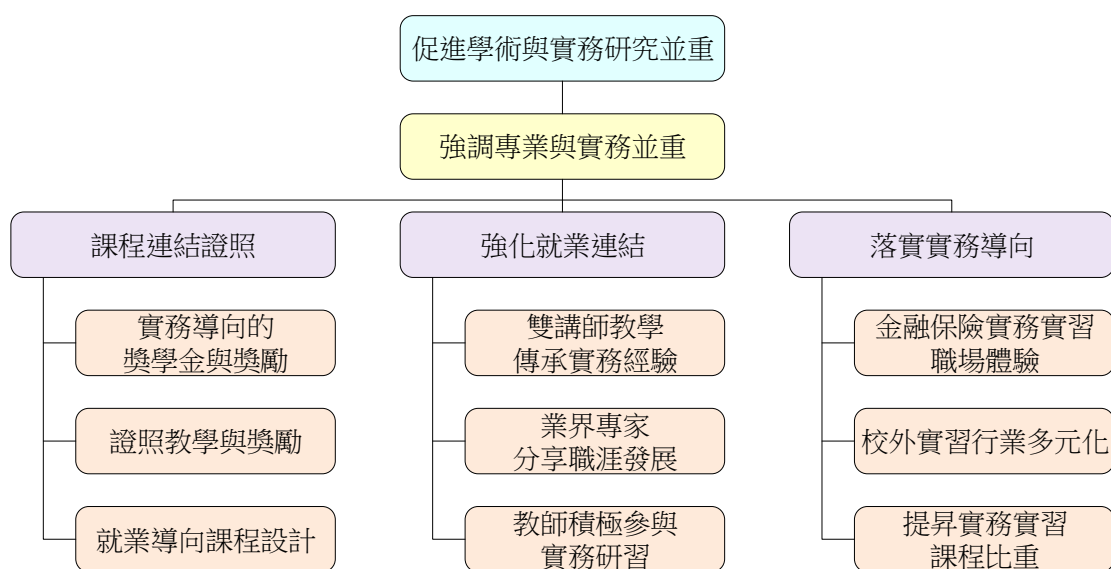 促進學術與實務研究並重
強調專業與實務並重
課程連結證照
強化就業連結
落實實務導向
實務導向的
獎學金與獎勵
雙講師教學
傳承實務經驗
金融保險實務實習
職場體驗
證照教學與獎勵
業界專家
分享職涯發展
校外實習行業多元化
就業導向課程設計
教師積極參與
實務研習
提昇實務實習
課程比重